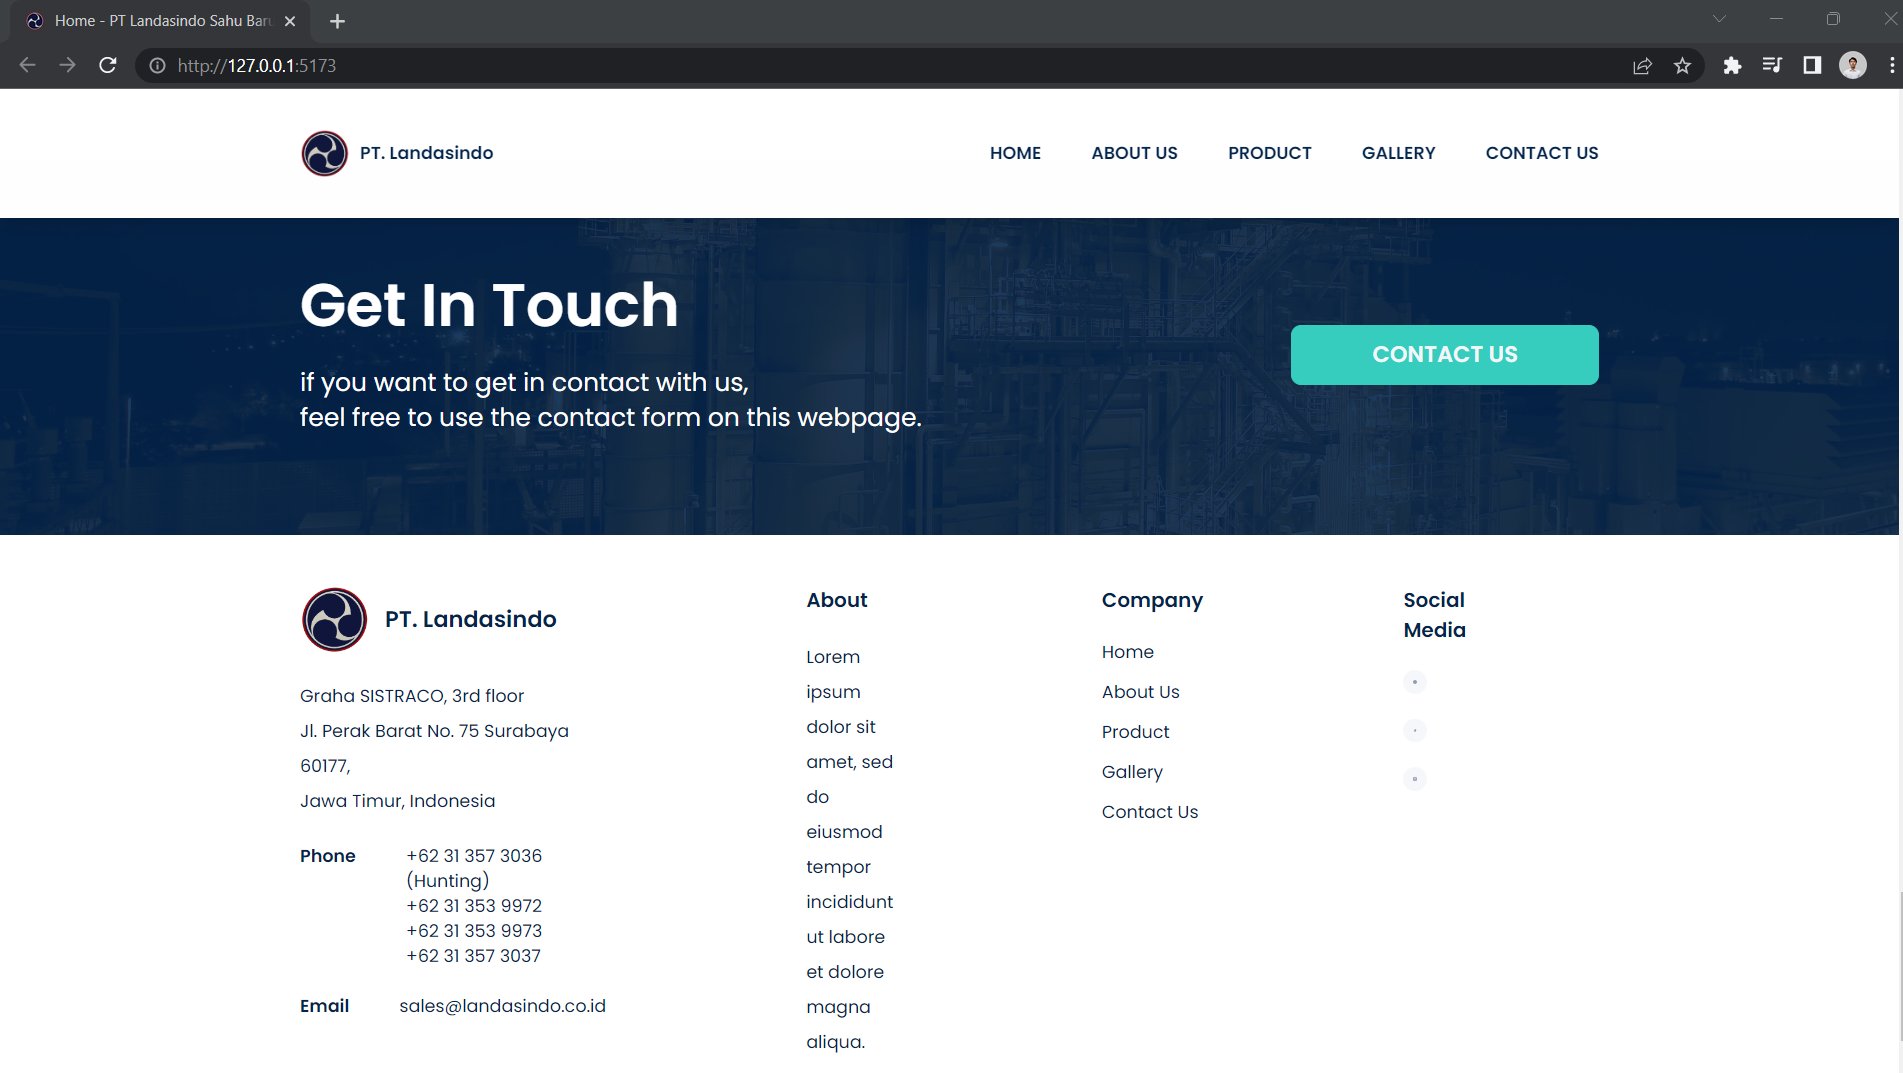 Home - PT Landasindo Sahu Baru
http://127.0.0.1:5173
PT. Landasindo
HOME
ABOUT US
PRODUCT
GALLERY
CONTACT US
Get In Touch
if you want to get in contact with us,
feel free to use the contact form on this webpage.
CONTACT US
PT. Landasindo
Graha SISTRACO, 3rd floor
Jl. Perak Barat No. 75 Surabaya
60177,
Jawa Timur, Indonesia
Phone
+62 31 357 3036
(Hunting)
+62 31 353 9972
+62 31 353 9973
+62 31 357 3037
Email
sales@landasindo.co.id
About
Lorem
ipsum
dolor sit
amet, sed
do
eiusmod
tempor
incididunt
ut labore
et dolore
magna
aliqua.
Company
Home
About Us
Product
Gallery
Contact Us
Social
Media